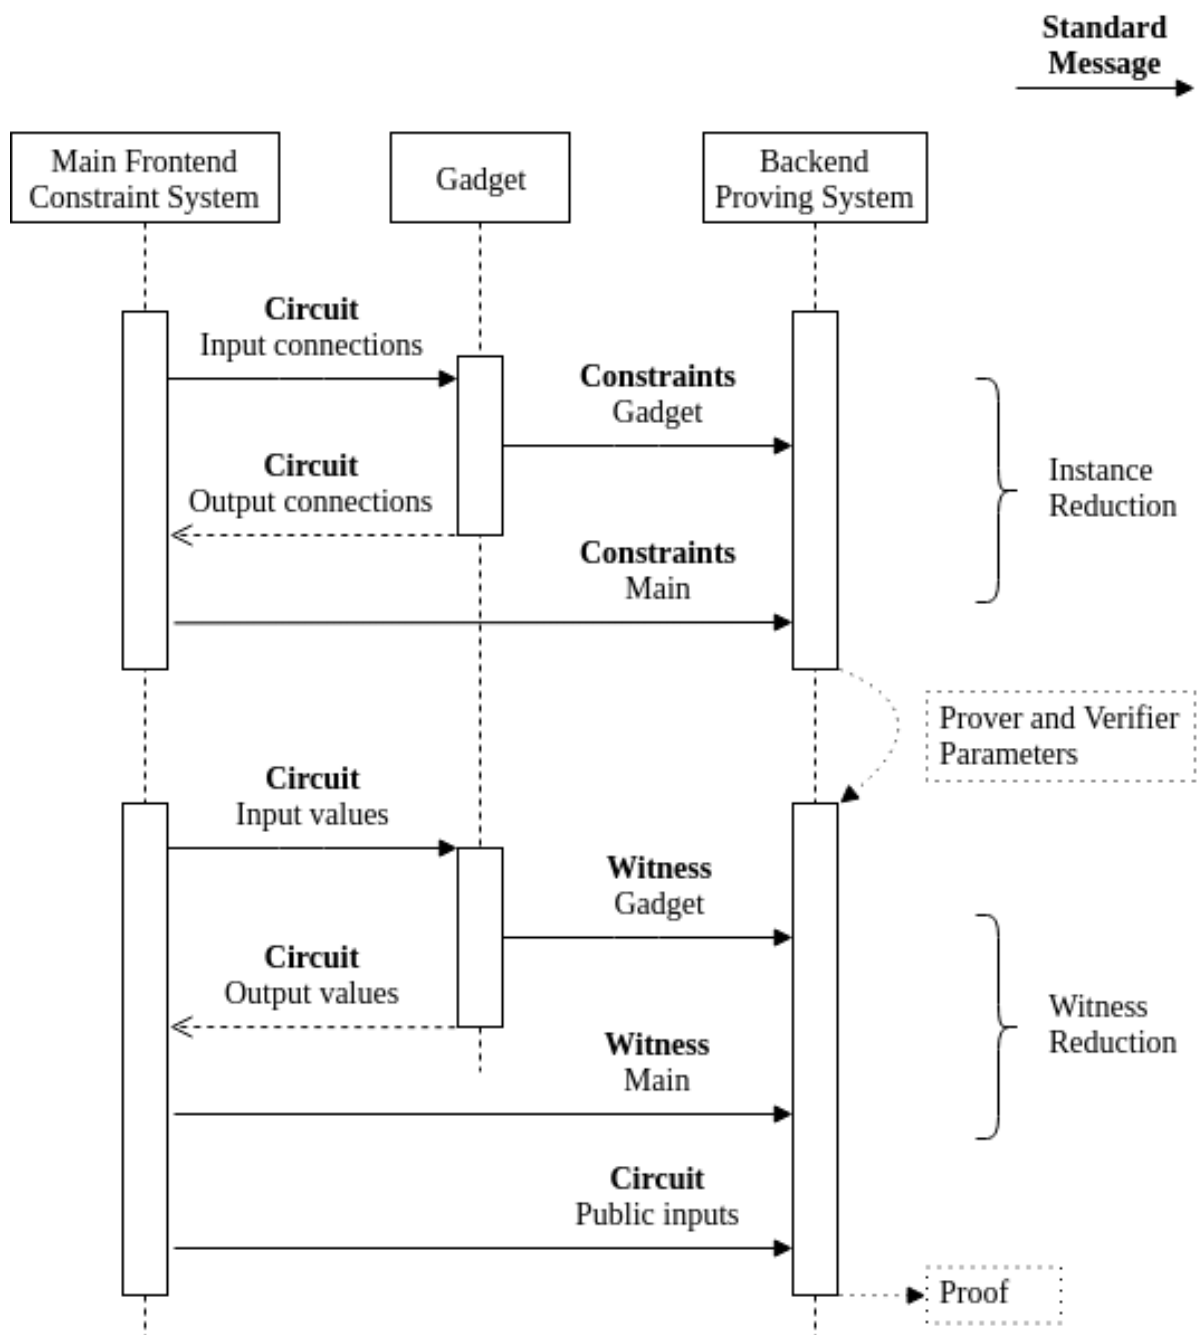 Standard
Message
Main Frontend
Constraint System
Gadget
Backend
Proving System
Circuit
Input connections
Constraints
Gadget
Circuit
Output connections
Instance
Reduction
Constraints
Main
Prover and Verifier
Parameters
Circuit
Input values
Witness
Gadget
Circuit
Output values
Witness
Reduction
Witness
Main
Circuit
Public inputs
Proof